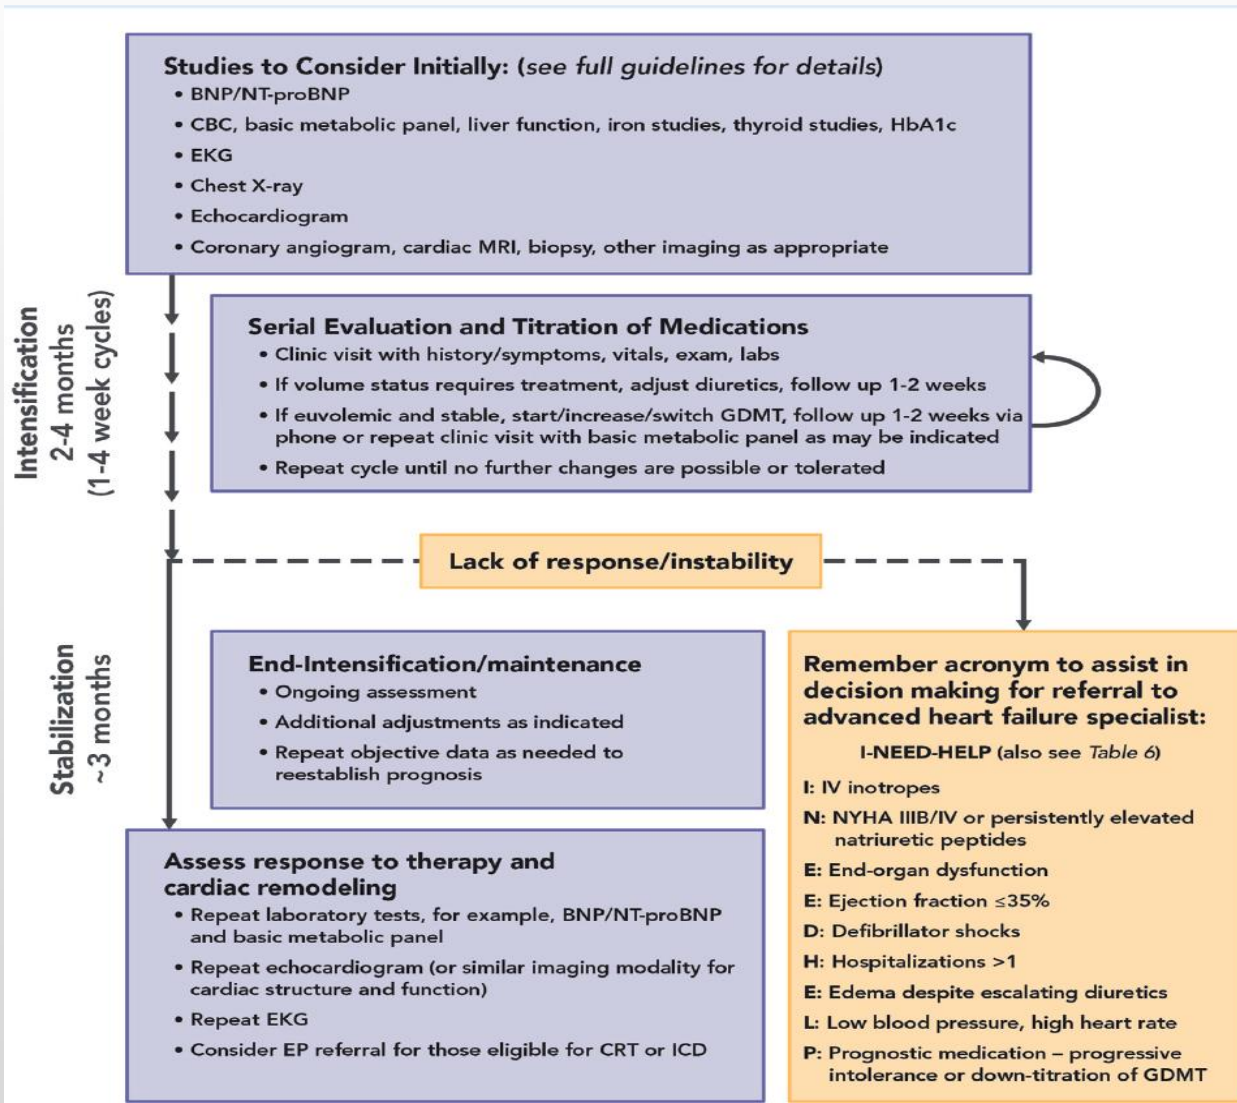 Studies to Consider Initially: (see full guidelines for details)
• BNP/NT-proBNP
• CBC, basic metabolic panel, liver function, iron studies, thyroid studies, HbA1c
• EKG
• Chest X-ray
• Echocardiogram
• Coronary angiogram, cardiac MRI, biopsy, other imaging as appropriate
Intensification
2-4 months
(1-4 week cycles)
Serial Evaluation and Titration of Medications
• Clinic visit with history/symptoms, vitals, exam, labs
• If volume status requires treatment, adjust diuretics, follow up 1-2 weeks
• If euvolemic and stable, start/increase/switch GDMT, follow up 1-2 weeks via
phone or repeat clinic visit with basic metabolic panel as may be indicated
• Repeat cycle until no further changes are possible or tolerated
Lack of response/instability
Stabilization
~3 months
End-Intensification/maintenance
• Ongoing assessment
• Additional adjustments as indicated
• Repeat objective data as needed to
reestablish prognosis
Assess response to therapy and
cardiac remodeling
• Repeat laboratory tests, for example, BNP/NT-proBNP
and basic metabolic panel
• Repeat echocardiogram (or similar imaging modality for
cardiac structure and function)
• Repeat EKG
• Consider EP referral for those eligible for CRT or ICD
Remember acronym to assist in
decision making for referral to
advanced heart failure specialist:
I-NEED-HELP (also see Table 6)
I: IV inotropes
N: NYHA IIIB/IV or persistently elevated
natriuretic peptides
E: End-organ dysfunction
E: Ejection fraction ≤35%
D: Defibrillator shocks
H: Hospitalizations >1
E: Edema despite escalating diuretics
L: Low blood pressure, high heart rate
P: Prognostic medication – progressive
intolerance or down-titration of GDMT